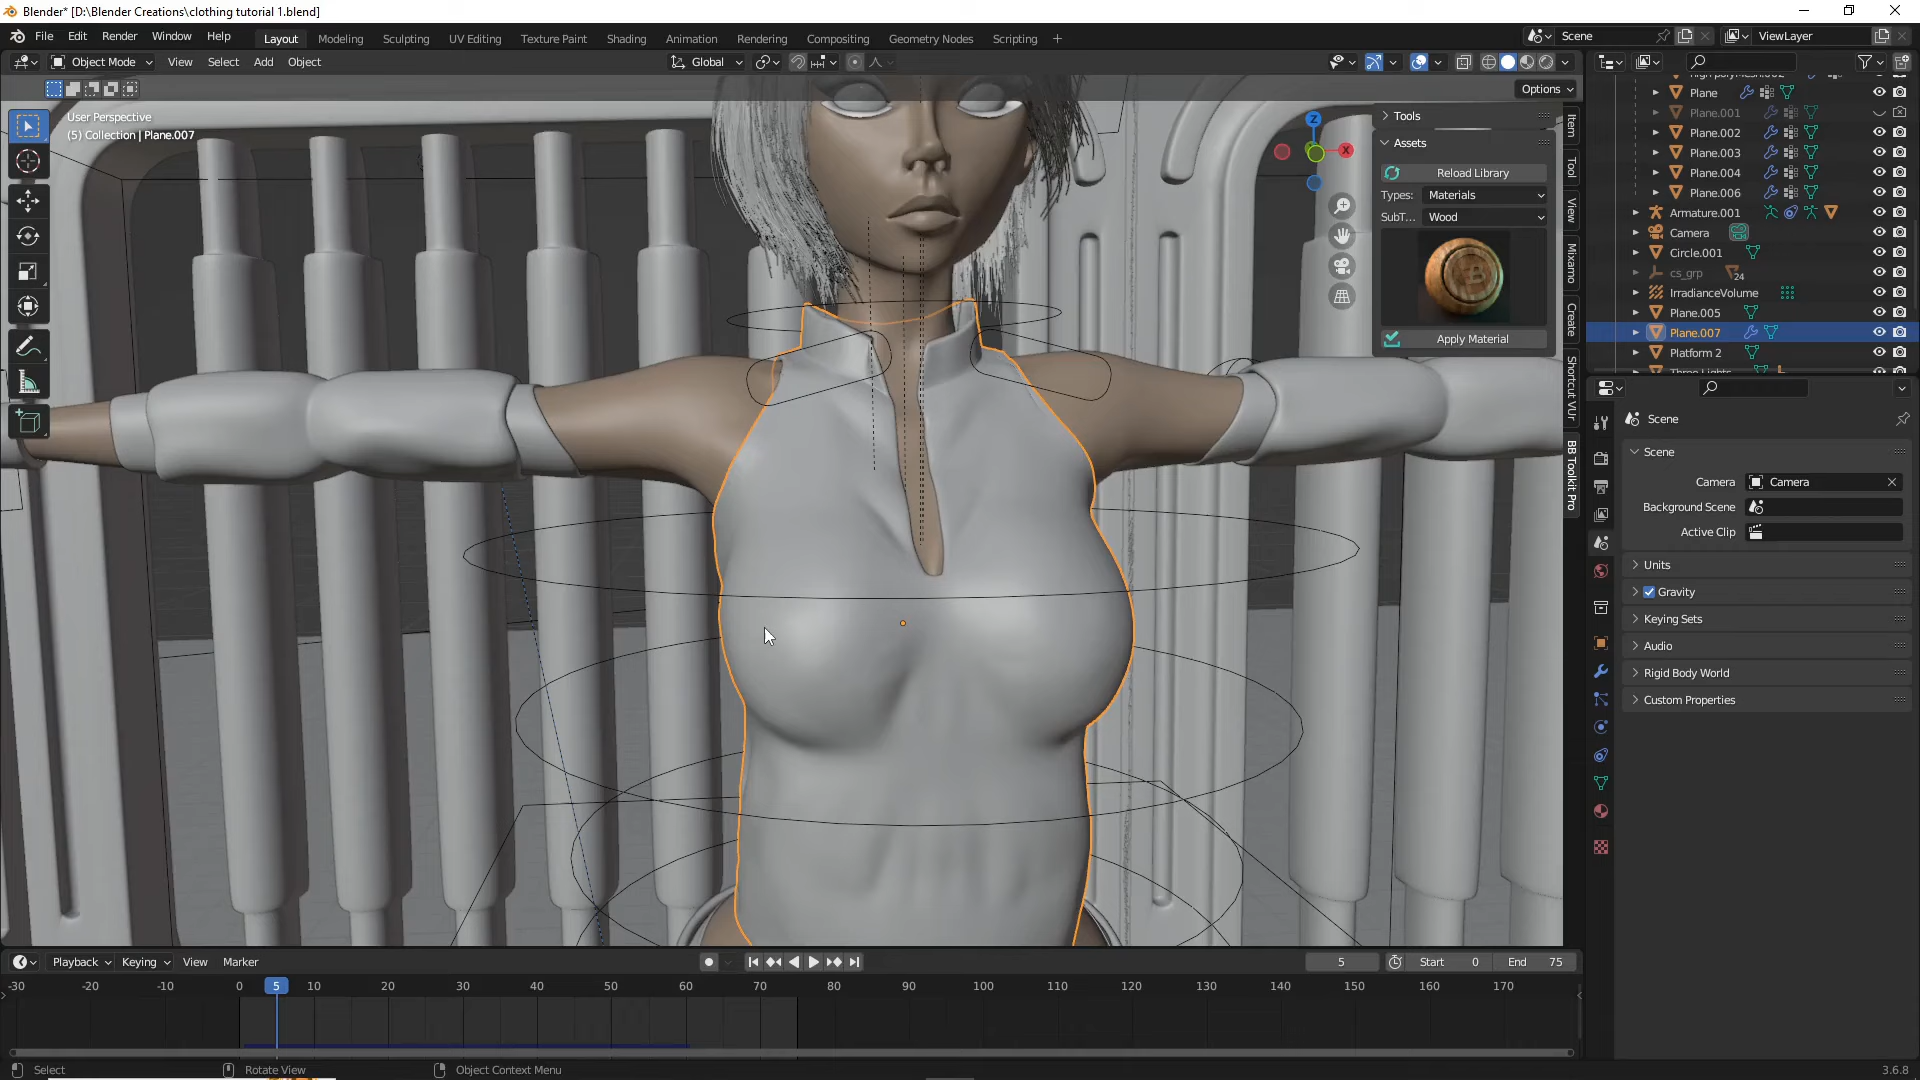 Blender* [D:\Blender Creations\clothing tutorial 1.blend]
File Edit Render Window Help Layout Modeling Sculpting UV Editing Texture Paint Shading Animation Rendering Compositing Geometry Nodes Scripting + Scene ViewLayer
Object Mode View Select Add Object Global
Options
User Perspective
(5) Collection | Plane.007
Z
X
Tools
Assets
Reload Library
Types: Materials
SubT... Wood
Apply Material
Item
Tool
View
Mixamo
Create
Shortcut VUr
BB Toolkit Pro
Plane
Plane.001
Plane.002
Plane.003
Plane.004
Plane.006
Armature.001
Camera
Circle.001
cs_grp 24
IrradianceVolume
Plane.005
Plane.007
Platform 2
Three Lights
Scene
Scene
Camera Camera
Background Scene
Active Clip
Units
Gravity
Keying Sets
Audio
Rigid Body World
Custom Properties
Playback Keying View Marker 5 Start 0 End 75
-30 -20 -10 0 5 10 20 30 40 50 60 70 80 90 100 110 120 130 140 150 160 170
Select Rotate View Object Context Menu 3.6.8